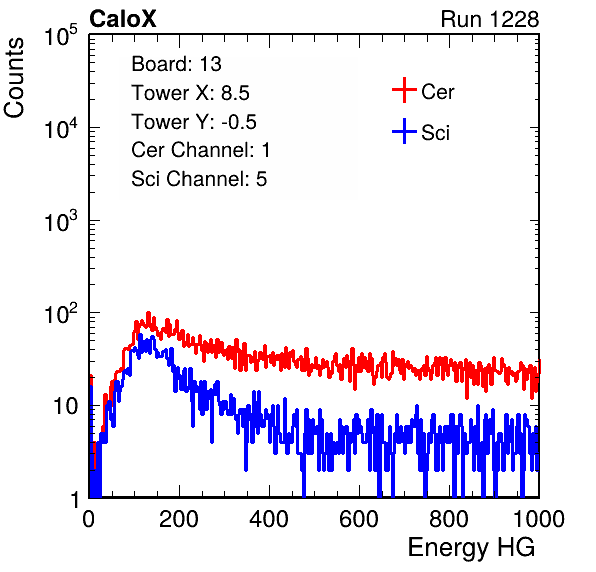 CaloX Run 1228
Counts
10^5
10^4
10^3
10^2
10
1
Board: 13
Tower X: 8.5
Tower Y: -0.5
Cer Channel: 1
Sci Channel: 5
Cer
Sci
0 200 400 600 800 1000
Energy HG